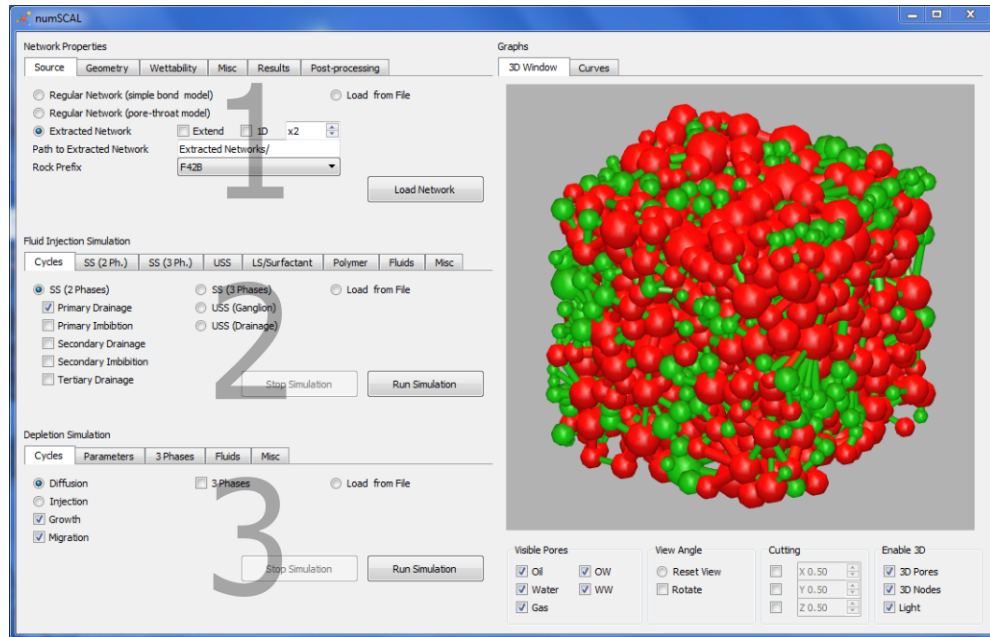 numSCAL
Network Properties
Source Geometry Wettability Misc Results Post-processing
Regular Network (simple bond model) Load from File
Regular Network (pore-throat model)
Extracted Network Extend 1D x2
Path to Extracted Network Extracted Networks/
Rock Prefix F42B
Load Network
1
Fluid Injection Simulation
Cycles SS (2 Ph.) SS (3 Ph.) USS LS/Surfactant Polymer Fluids Misc
SS (2 Phases) SS (3 Phases) Load from File
Primary Drainage USS (Ganglion)
Primary Imbibition USS (Drainage)
Secondary Drainage
Secondary Imbibition
Tertiary Drainage Stop Simulation Run Simulation
2
Depletion Simulation
Cycles Parameters 3 Phases Fluids Misc
Diffusion 3 Phases Load from File
Injection
Growth
Migration
Stop Simulation Run Simulation
3
Graphs
3D Window Curves
Visible Pores View Angle Cutting Enable 3D
Oil OW Reset View X 0.50 3D Pores
Water WW Rotate Y 0.50 3D Nodes
Gas Z 0.50 Light